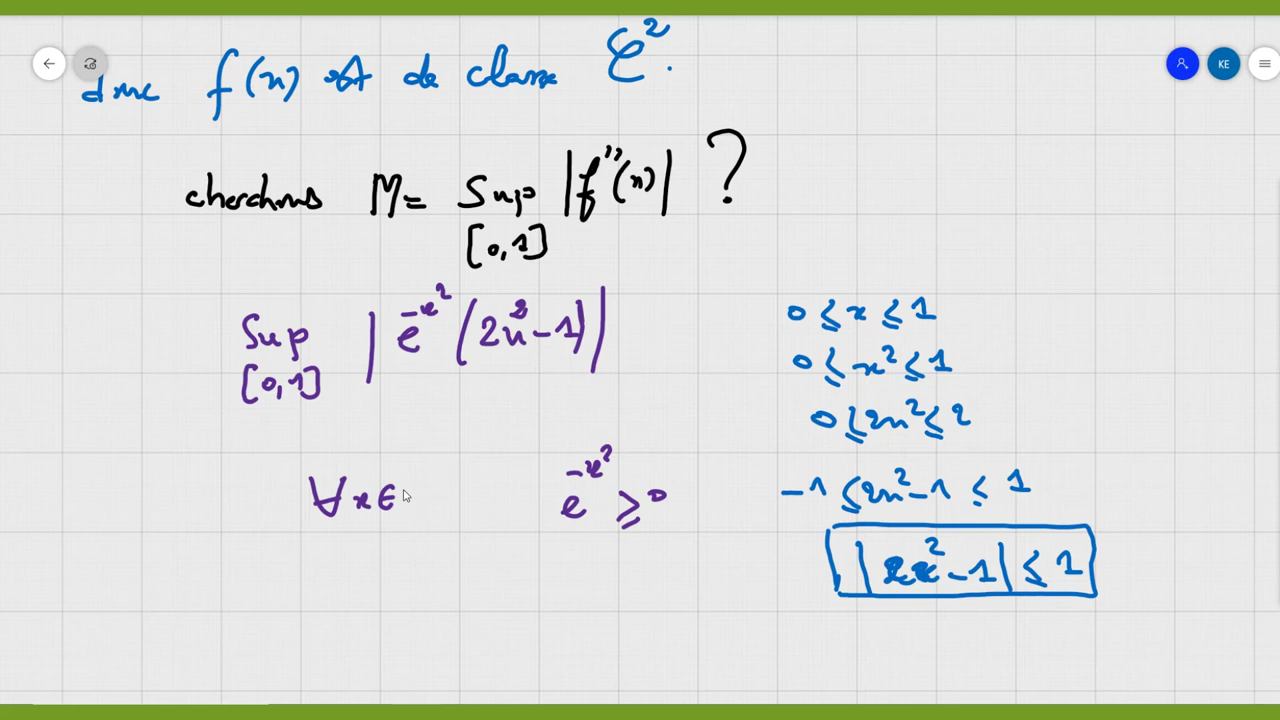 donc f(x) est de classe C².
KE
cherchons M = Sup |f''(x)| ?
[0,1]
Sup | e^{-x²} (2x²-1)|
[0,1]
∀x∈ e^{-x²} ≥ 0
0 ≤ x ≤ 1
0 ≤ x² ≤ 1
0 ≤ 2x² ≤ 2
-1 ≤ 2x²-1 ≤ 1
|2x²-1| ≤ 1